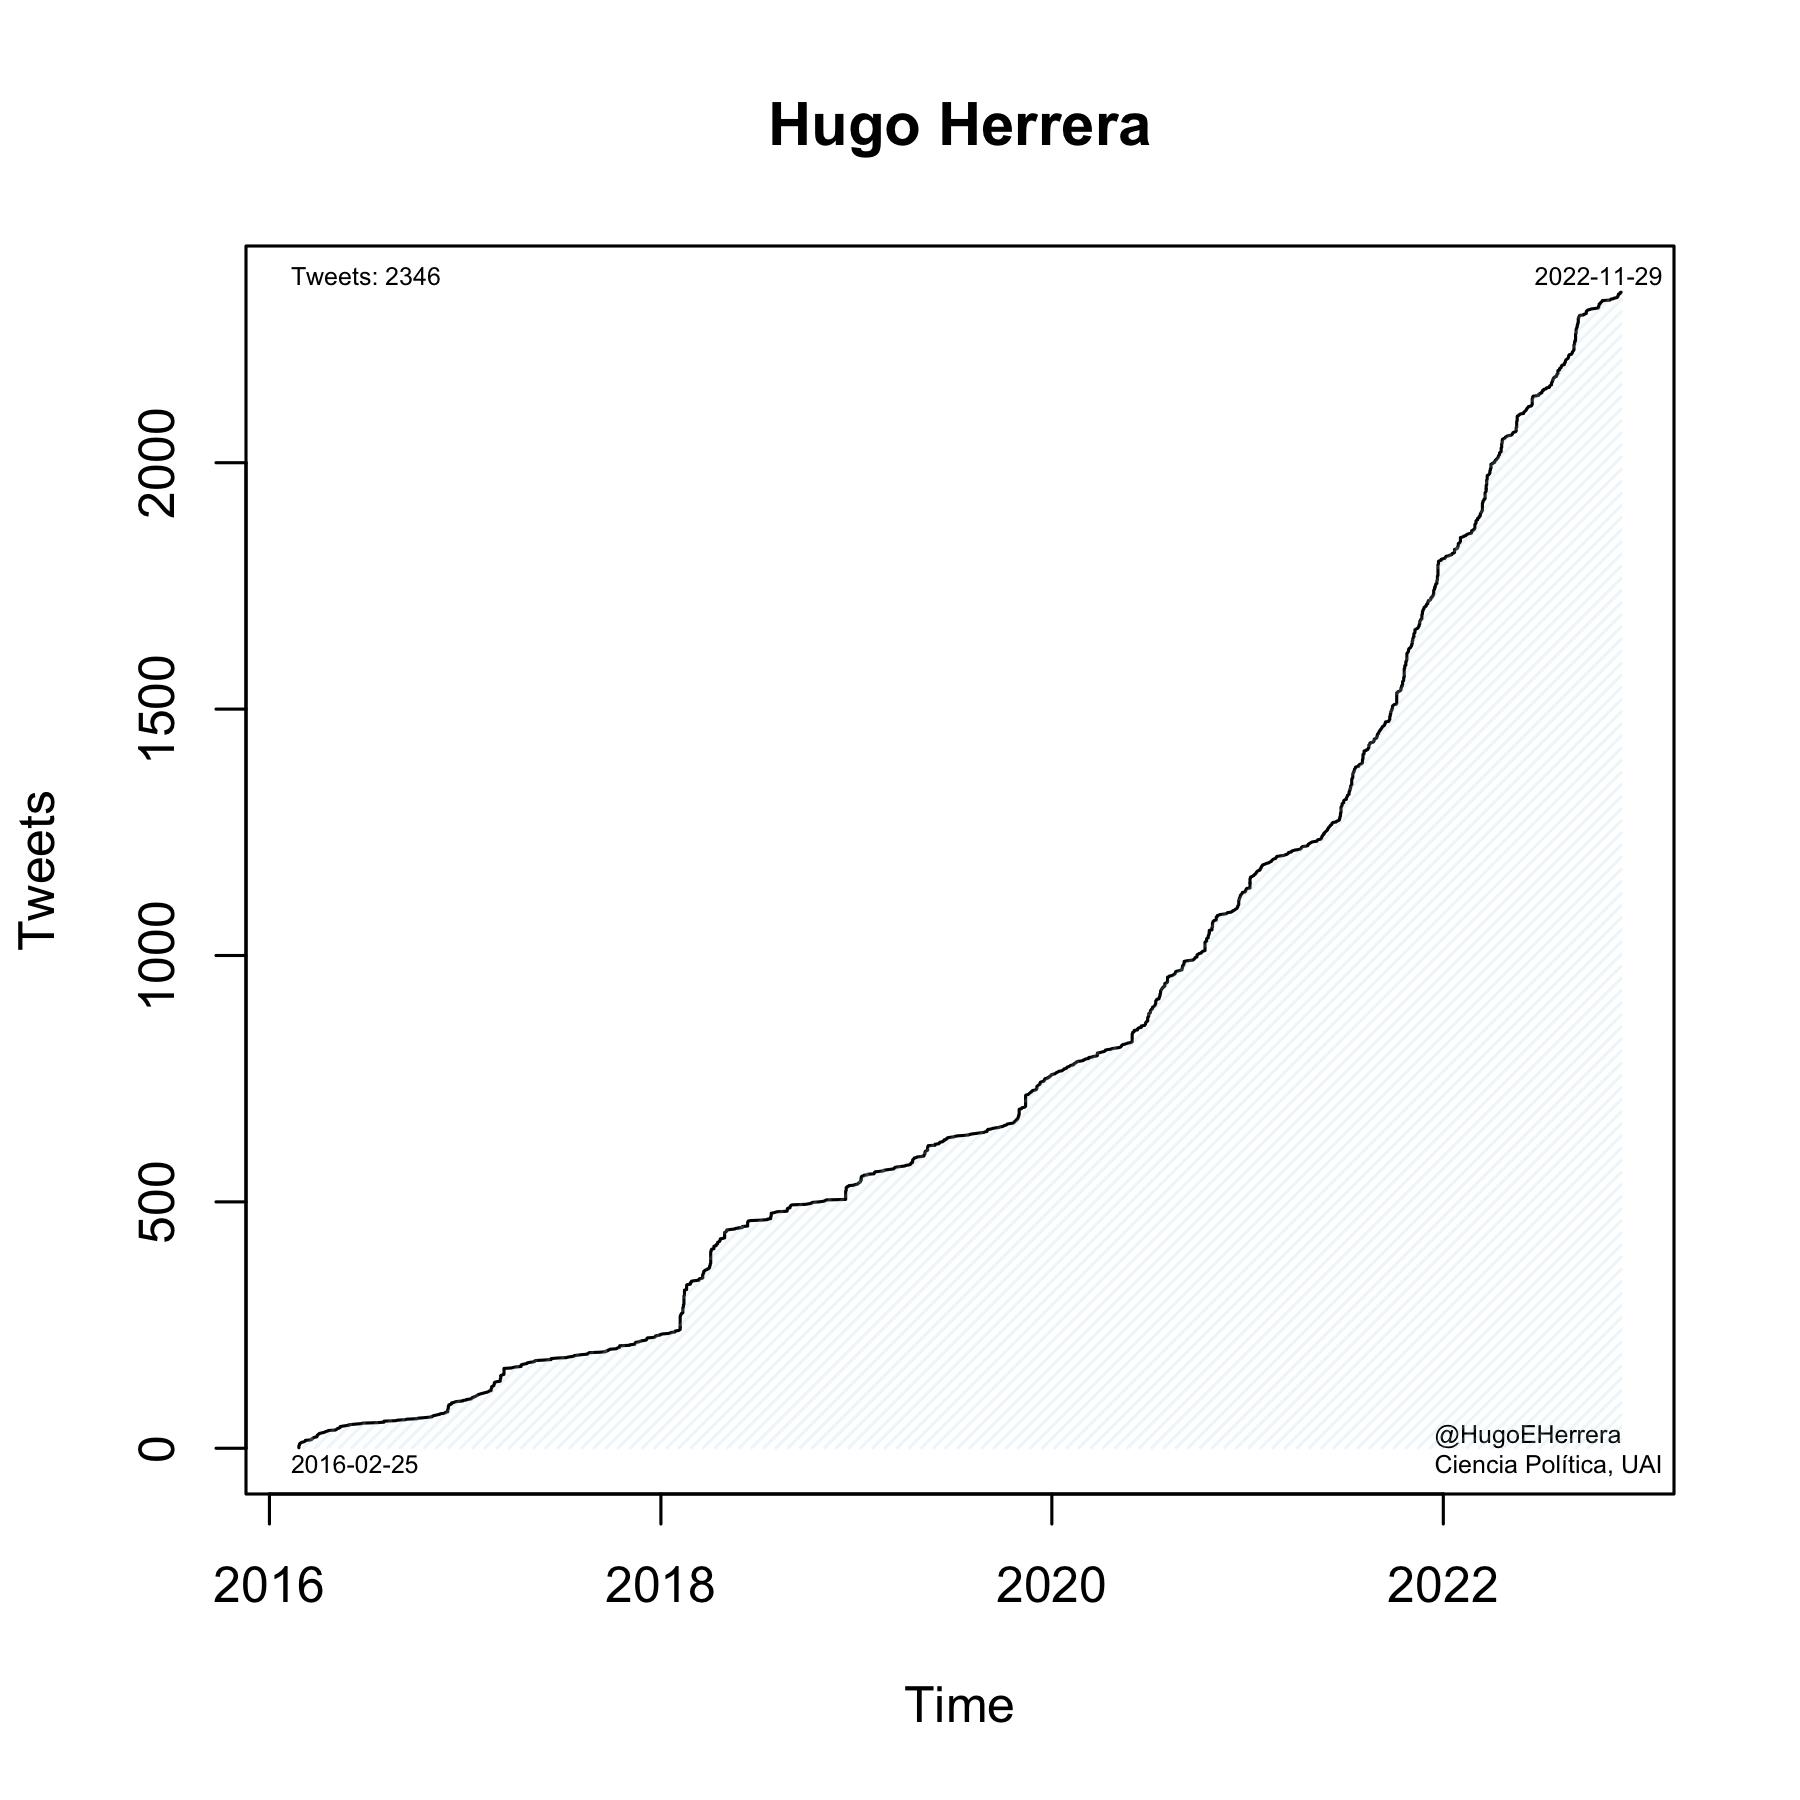 Hugo Herrera
Tweets: 2346
2022-11-29
2000
1500
1000
500
0
Tweets
@HugoEHerrera
Ciencia Política, UAI
2016-02-25
2016
2018
2020
2022
Time